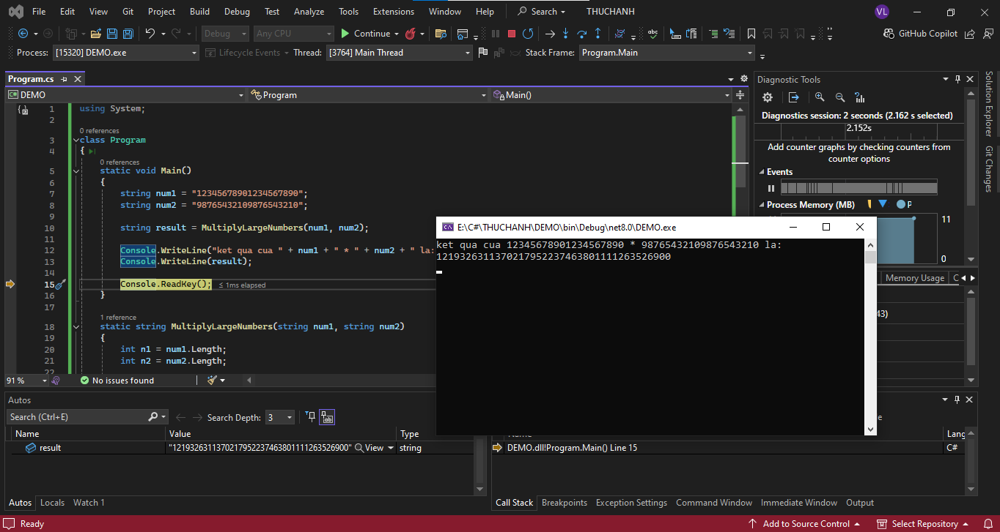 File Edit View Git Project Build Debug Test Analyze Tools Extensions Window Help Search THUCHANH VL
Debug Any CPU Continue abc GitHub Copilot
Process: [15320] DEMO.exe Lifecycle Events Thread: [3764] Main Thread Stack Frame: Program.Main
Program.cs
C# DEMO Program Main()
1 using System;
2
0 references
3 class Program
4 {
0 references
5 static void Main()
6 {
7 string num1 = "12345678901234567890";
8 string num2 = "98765432109876543210";
9
10 string result = MultiplyLargeNumbers(num1, num2);
11
12 Console.WriteLine("ket qua cua " + num1 + " * " + num2 + " la:
13 Console.WriteLine(result);
14
15 Console.ReadKey(); ≤ 1ms elapsed
16 }
17
1 reference
18 static string MultiplyLargeNumbers(string num1, string num2)
19 {
20 int n1 = num1.Length;
21 int n2 = num2.Length;
22
91 % No issues found
E:\C#\THUCHANH\DEMO\bin\Debug\net8.0\DEMO.exe
ket qua cua 12345678901234567890 * 98765432109876543210 la:
1219326311370217952237463801111263526900
Diagnostic Tools
Diagnostics session: 2 seconds (2.162 s selected)
2.152s
Add counter graphs by checking counters from
counter options
Events
Process Memory (MB) P
11
0
Memory Usage C
43)
Solution Explorer
Git Changes
Autos
Search (Ctrl+E) Search Depth: 3
Name Value Type
result "1219326311370217952237463801111263526900" View string
Autos Locals Watch 1
e
Name Lang
DEMO.dll!Program.Main() Line 15 C#
Call Stack Breakpoints Exception Settings Command Window Immediate Window Output
Ready Add to Source Control Select Repository